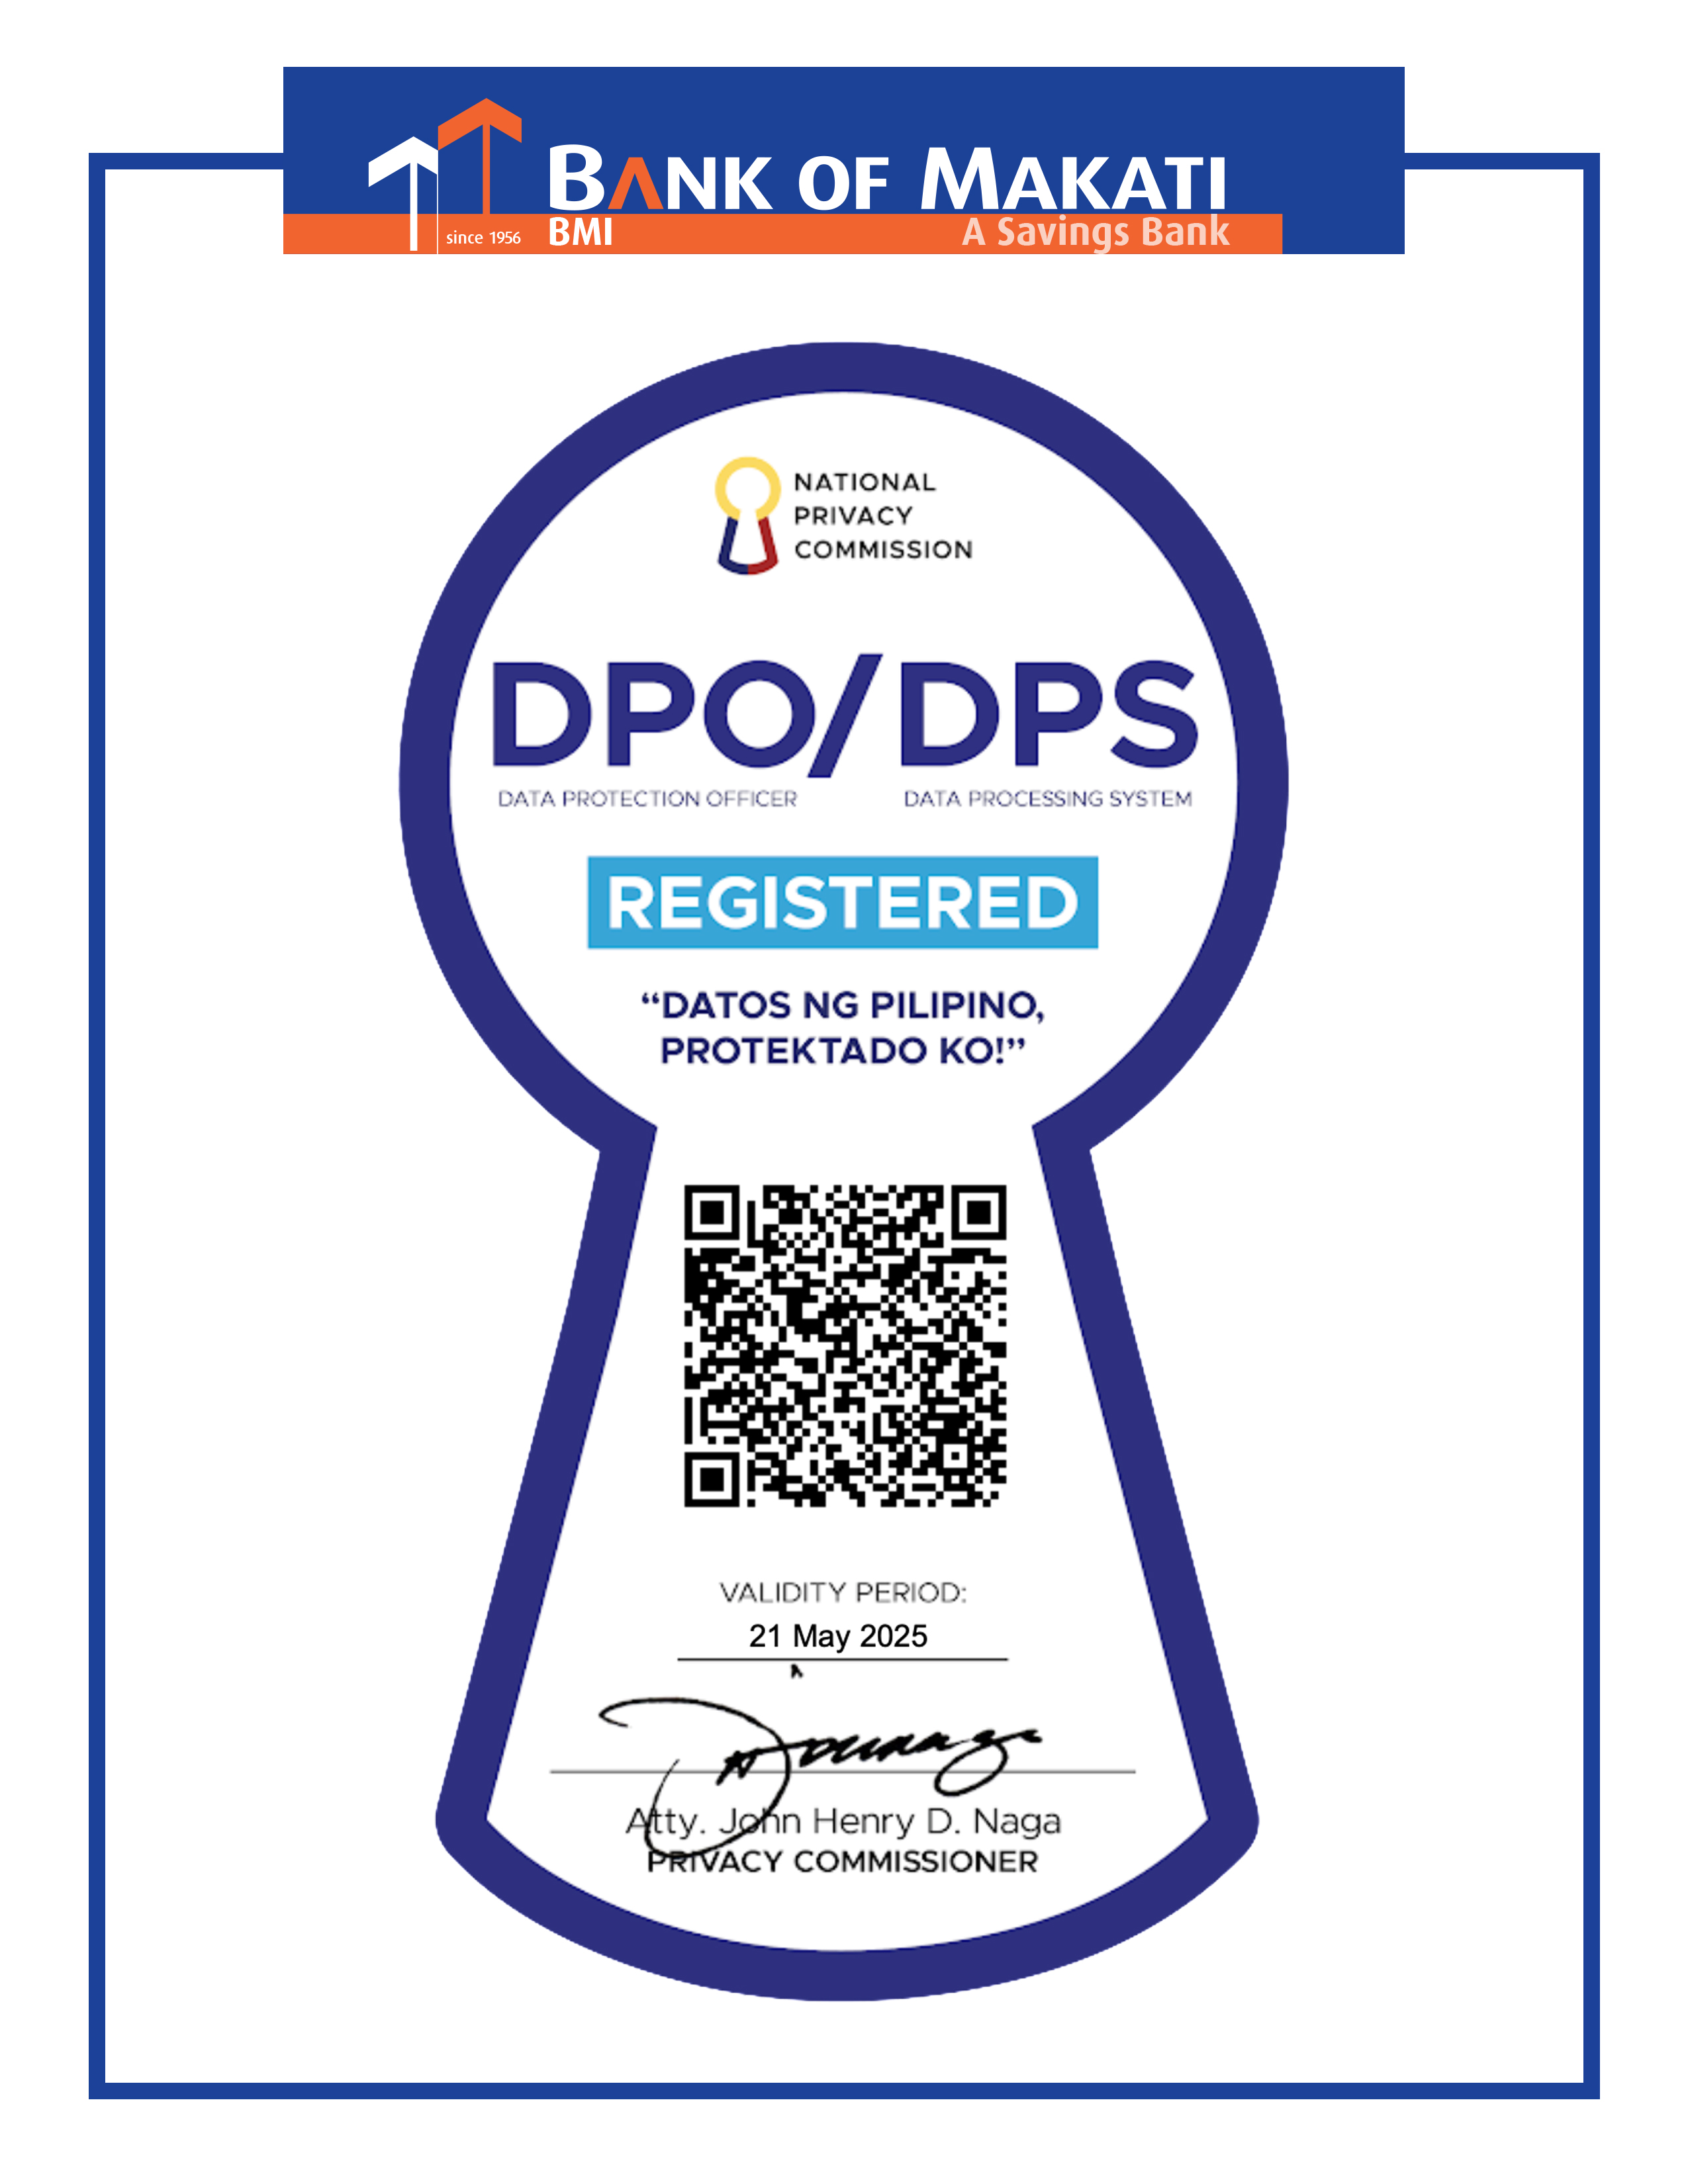 BANK OF MAKATI
since 1956 BMI A Savings Bank
NATIONAL
PRIVACY
COMMISSION
DPO/DPS
DATA PROTECTION OFFICER DATA PROCESSING SYSTEM
REGISTERED
“DATOS NG PILIPINO,
PROTEKTADO KO!”
VALIDITY PERIOD:
21 May 2025
Atty. John Henry D. Naga
PRIVACY COMMISSIONER